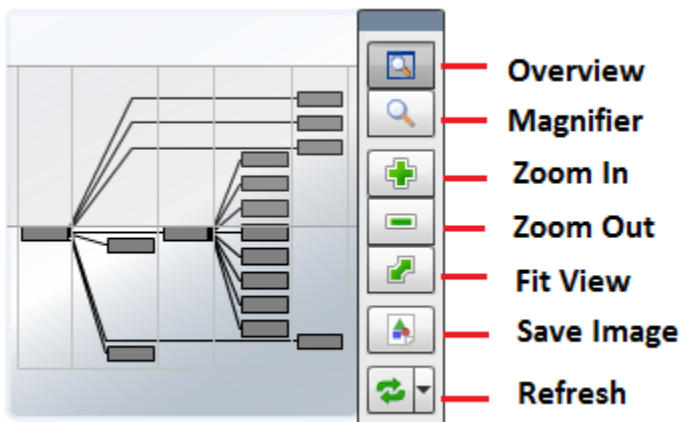 Overview
Magnifier
Zoom In
Zoom Out
Fit View
Save Image
Refresh